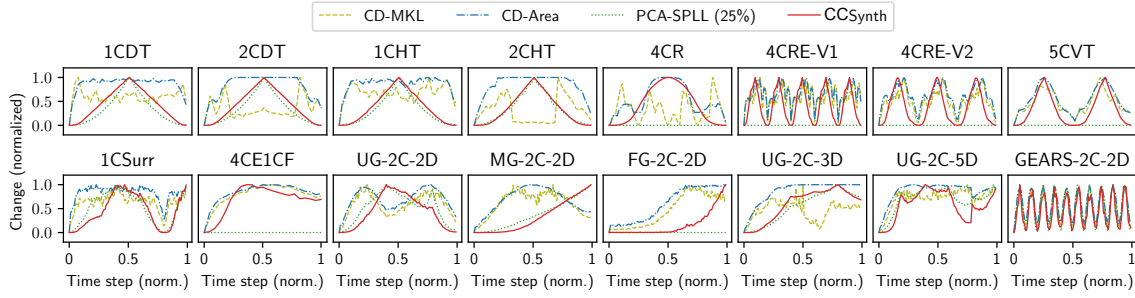 CD-MKL CD-Area PCA-SPLL (25%) CCSynth
1CDT 2CDT 1CHT 2CHT 4CR 4CRE-V1 4CRE-V2 5CVT
1.0
0.5
0.0
Change (normalized)
1CSurr 4CE1CF UG-2C-2D MG-2C-2D FG-2C-2D UG-2C-3D UG-2C-5D GEARS-2C-2D
1.0
0.5
0.0
0 0.5 1 0 0.5 1 0 0.5 1 0 0.5 1 0 0.5 1 0 0.5 1 0 0.5 1 0 0.5 1
Time step (norm.) Time step (norm.) Time step (norm.) Time step (norm.) Time step (norm.) Time step (norm.) Time step (norm.) Time step (norm.)